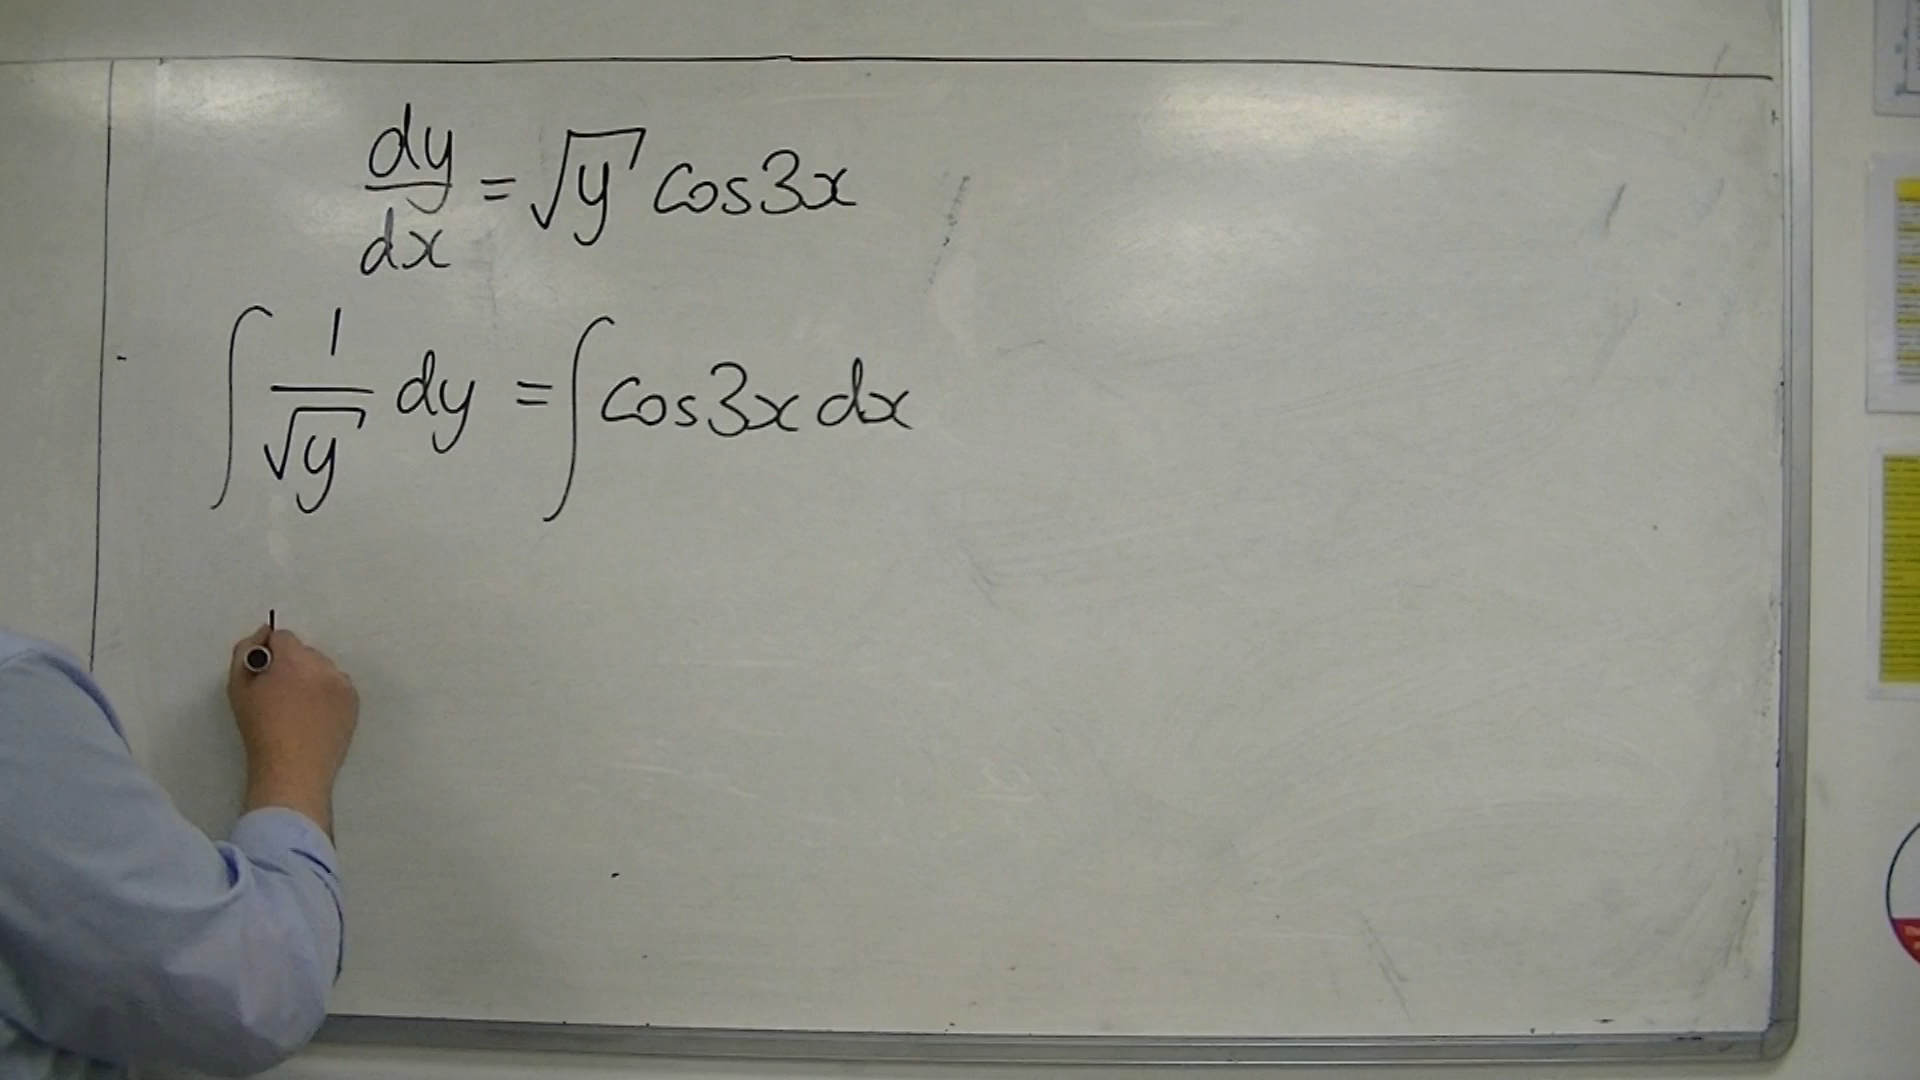 dy/dx = √y cos3x
∫ 1/√y dy = ∫ cos3x dx